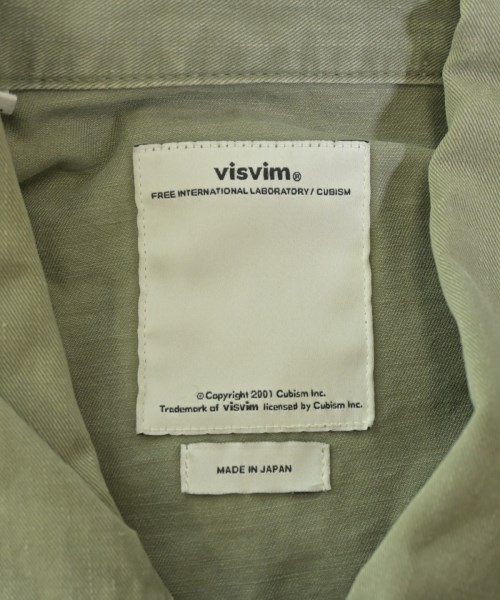 visvim®
FREE INTERNATIONAL LABORATORY / CUBISM
© Copyright 2001 Cubism Inc.
Trademark of visvim licensed by Cubism Inc.
MADE IN JAPAN